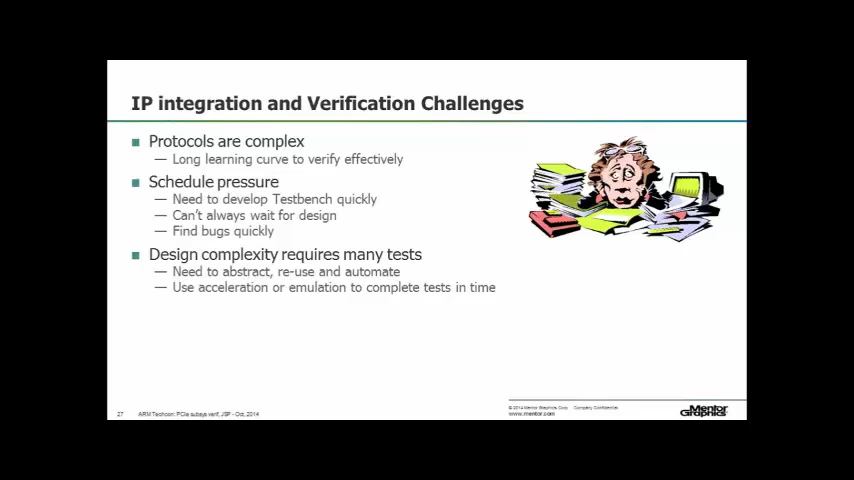 IP integration and Verification Challenges
Protocols are complex
— Long learning curve to verify effectively
Schedule pressure
— Need to develop Testbench quickly
— Can't always wait for design
— Find bugs quickly
Design complexity requires many tests
— Need to abstract, re-use and automate
— Use acceleration or emulation to complete tests in time
27 ARM Techcon: PCIe subsys verif, JSP - Oct, 2014
© 2014 Mentor Graphics Corp. Company Confidential
www.mentor.com
Mentor
Graphics